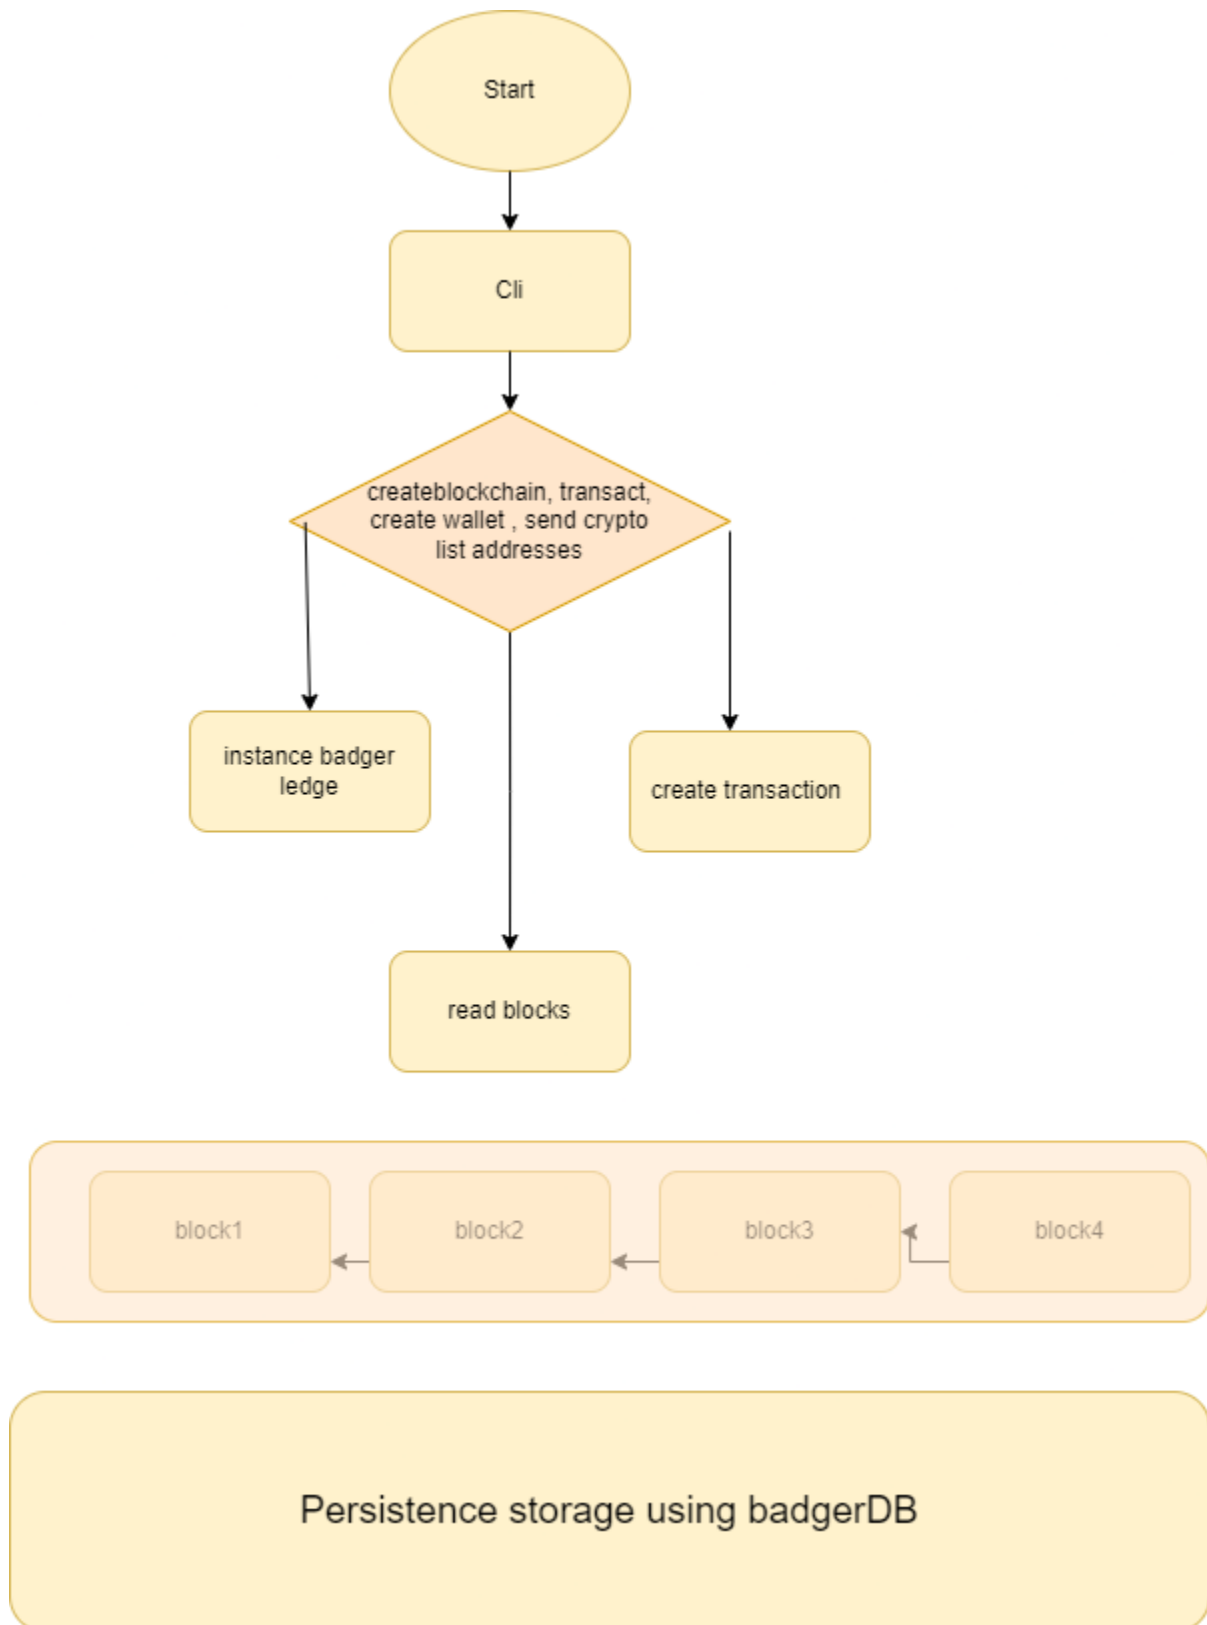 Start
Cli
createblockchain, transact,
create wallet , send crypto
list addresses
instance badger
ledge
create transaction
read blocks
block1
block2
block3
block4
Persistence storage using badgerDB